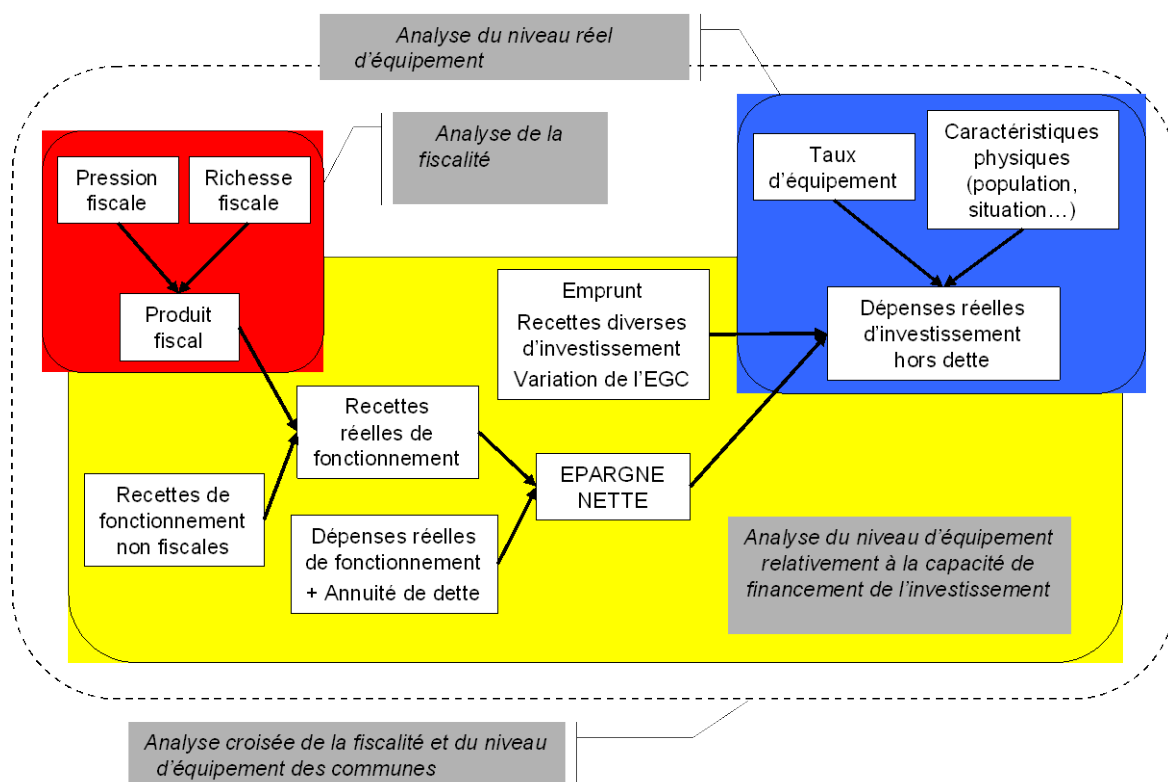 Analyse du niveau réel
d'équipement
Analyse de la
fiscalité
Pression
fiscale
Richesse
fiscale
Taux
d'équipement
Caractéristiques
physiques
(population,
situation…)
Produit
fiscal
Emprunt
Recettes diverses
d'investissement
Variation de l'EGC
Dépenses réelles
d'investissement
hors dette
Recettes
réelles de
fonctionnement
Recettes de
fonctionnement
non fiscales
EPARGNE
NETTE
Dépenses réelles
de fonctionnement
+ Annuité de dette
Analyse du niveau d'équipement
relativement à la capacité de
financement de l'investissement
Analyse croisée de la fiscalité et du niveau
d'équipement des communes